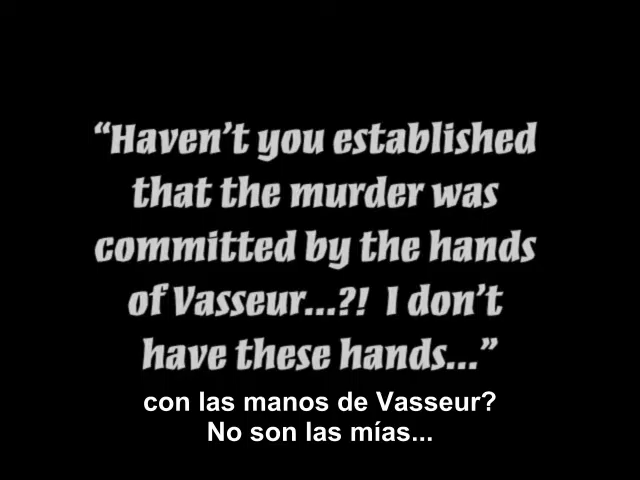 “Haven’t you established
that the murder was
committed by the hands
of Vasseur...?!  I don’t
have these hands...”
con las manos de Vasseur?
No son las mías...